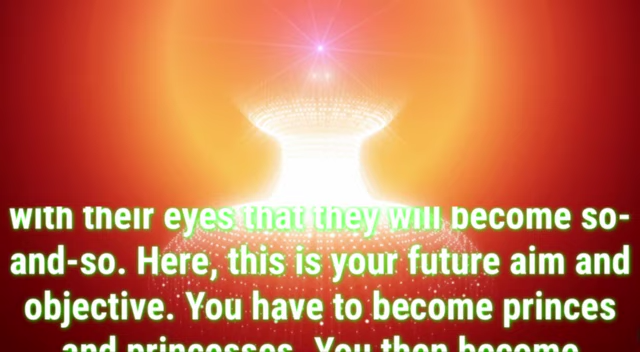 with their eyes that they will become so-
and-so. Here, this is your future aim and
objective. You have to become princes
and princesses. You then become